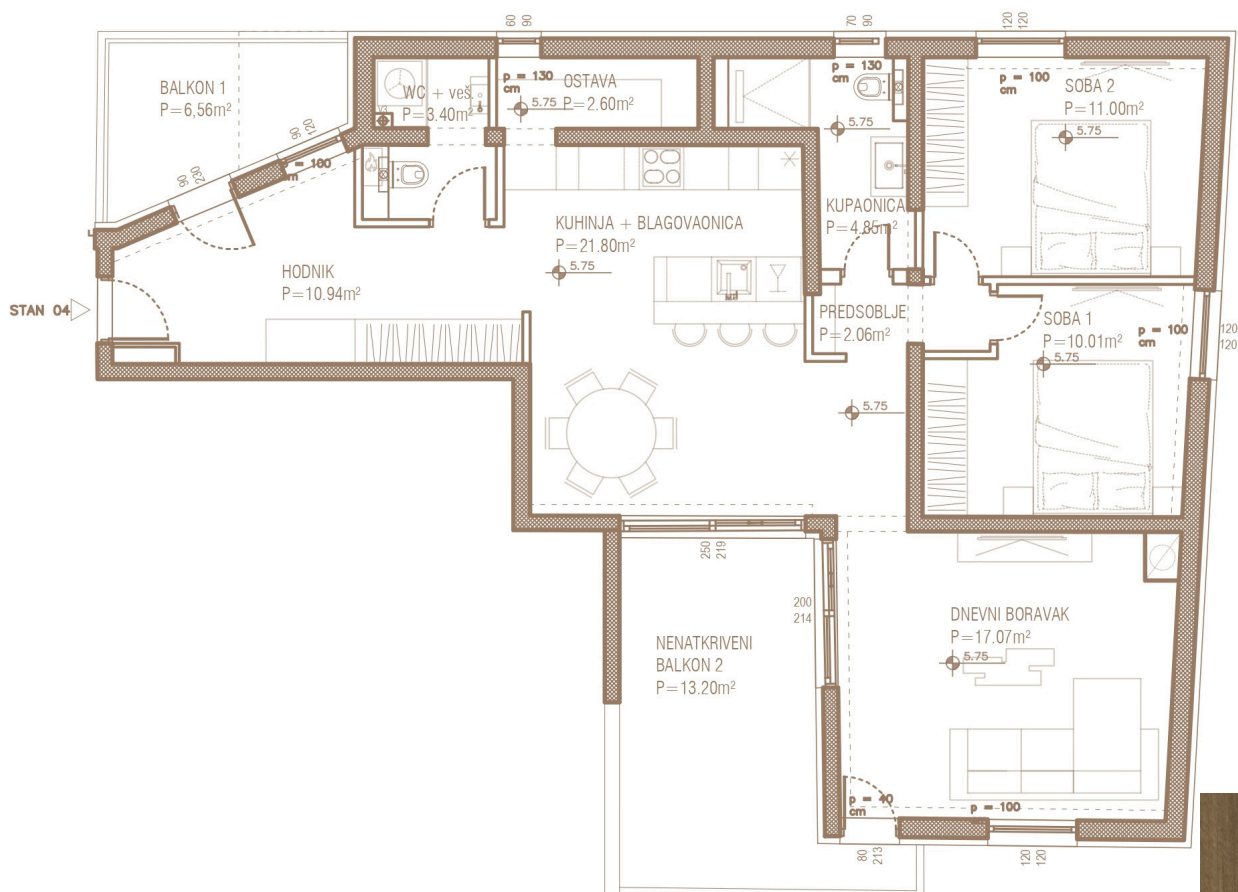 60
90
70
90
120
120
BALKON 1
P=6,56m²
WC + veš.
P=3.40m²
p = 130
cm
5.75
OSTAVA
P=2.60m²
p = 130
cm
5.75
p = 100
cm
SOBA 2
P=11.00m²
5.75
90
120
90
230
p = 100
cm
KUHINJA + BLAGOVAONICA
P=21.80m²
5.75
KUPAONICA
P=4.85m²
HODNIK
P=10.94m²
STAN 04
PREDSOBLJE
P=2.06m²
SOBA 1
P=10.01m²
5.75
p = 100
cm
120
120
5.75
250
219
200
214
NENATKRIVENI
BALKON 2
P=13.20m²
DNEVNI BORAVAK
P=17.07m²
5.75
p = 40
cm
p = 100
80
213
120
120